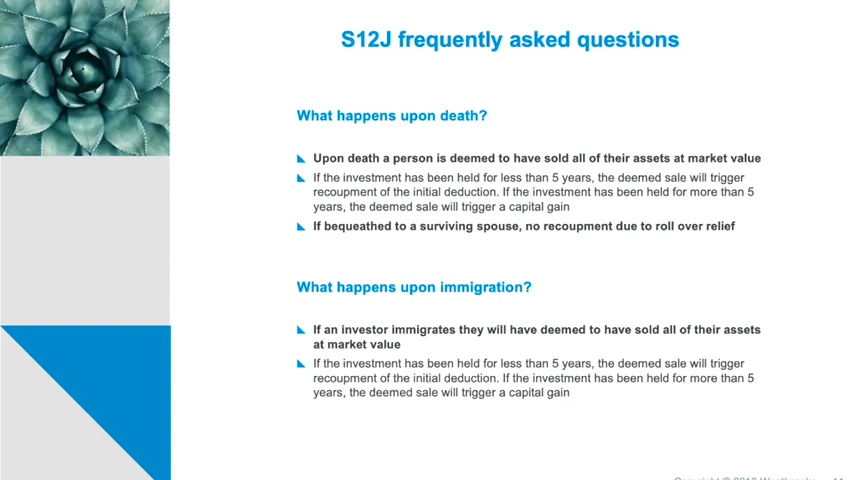 S12J frequently asked questions
What happens upon death?
Upon death a person is deemed to have sold all of their assets at market value
If the investment has been held for less than 5 years, the deemed sale will trigger
recoupment of the initial deduction. If the investment has been held for more than 5
years, the deemed sale will trigger a capital gain
If bequeathed to a surviving spouse, no recoupment due to roll over relief
What happens upon immigration?
If an investor immigrates they will have deemed to have sold all of their assets
at market value
If the investment has been held for less than 5 years, the deemed sale will trigger
recoupment of the initial deduction. If the investment has been held for more than 5
years, the deemed sale will trigger a capital gain
Copyright ©